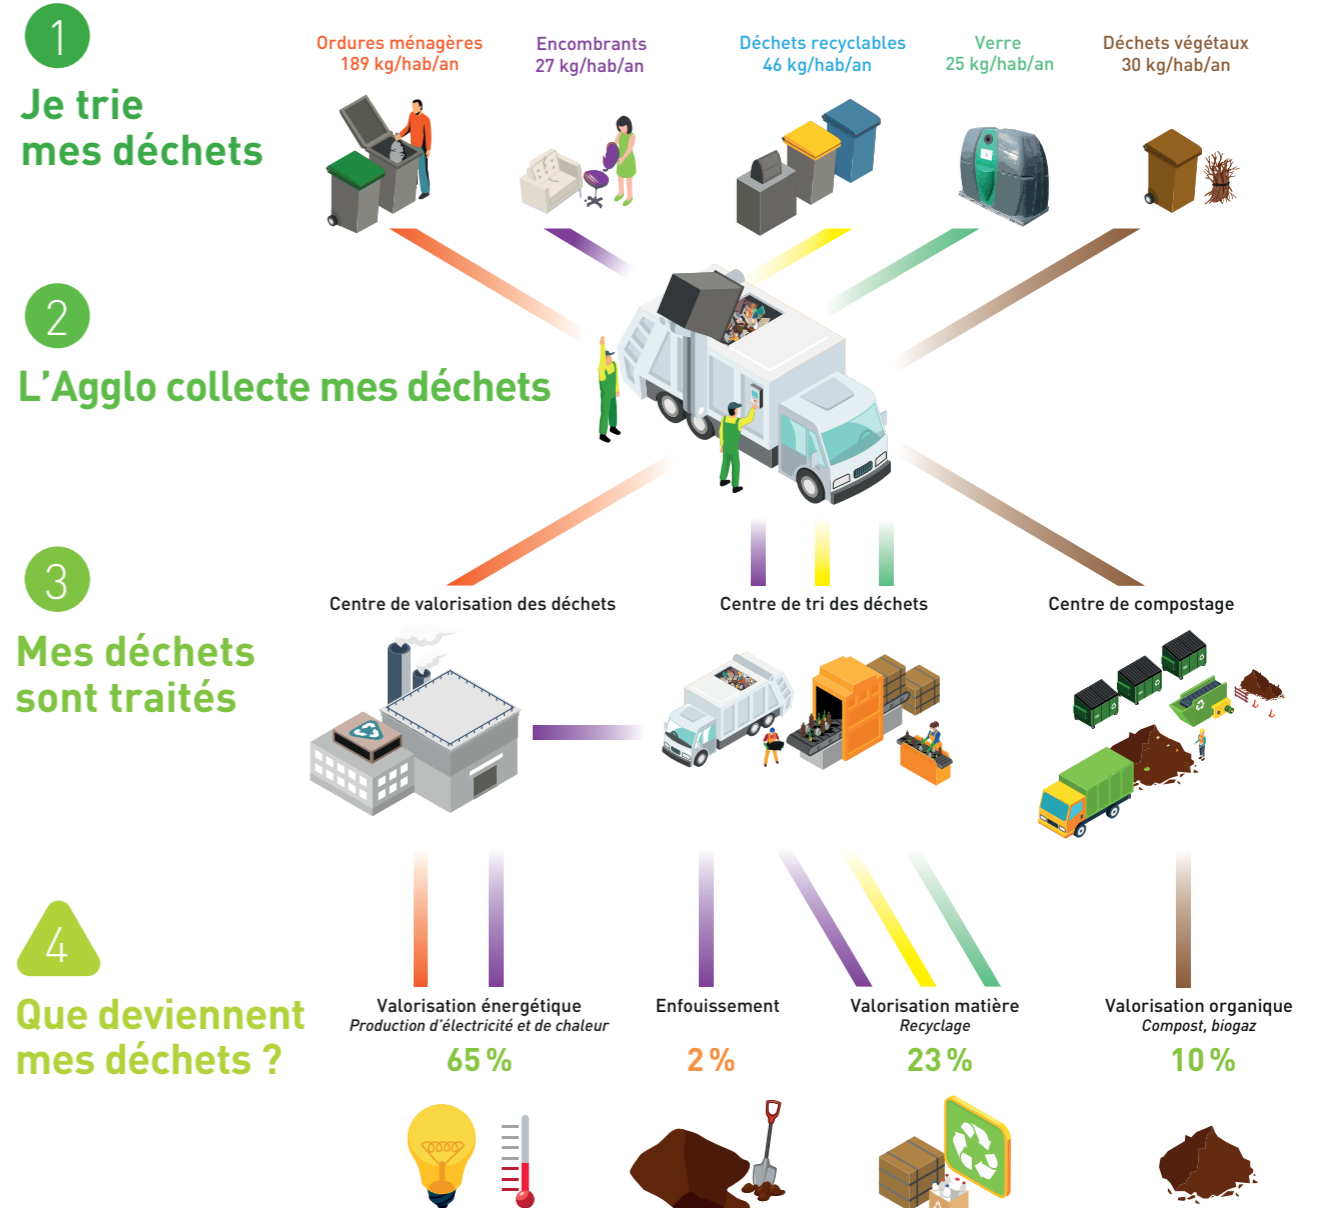 1
Je trie
mes déchets
Ordures ménagères
189 kg/hab/an
Encombrants
27 kg/hab/an
Déchets recyclables
46 kg/hab/an
Verre
25 kg/hab/an
Déchets végétaux
30 kg/hab/an
2
L’Agglo collecte mes déchets
3
Mes déchets
sont traités
Centre de valorisation des déchets
Centre de tri des déchets
Centre de compostage
4
Que deviennent
mes déchets ?
Valorisation énergétique
Production d’électricité et de chaleur
65 %
Enfouissement
2 %
Valorisation matière
Recyclage
23 %
Valorisation organique
Compost, biogaz
10 %